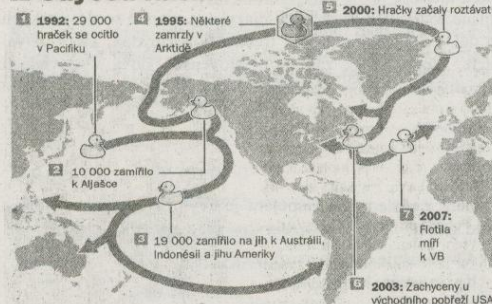 1 1992: 29 000
hraček se ocitlo
v Pacifiku
4 1995: Některé
zamrzly v
Arktidě
5 2000: Hračky začaly roztávat
2 10 000 zamířilo
k Aljašce
3 19 000 zamířilo na jih k Austrálii,
Indonésii a jihu Ameriky
7 2007:
Flotila
míří
k VB
6 2003: Zachyceny u
východního pobřeží USA